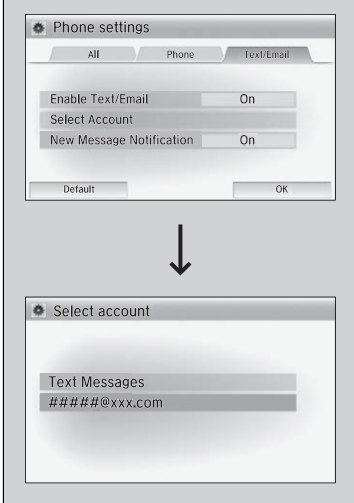 Phone settings
All Phone Text/Email
Enable Text/Email On
Select Account
New Message Notification On
Default OK
Select account
Text Messages
#####@xxx.com